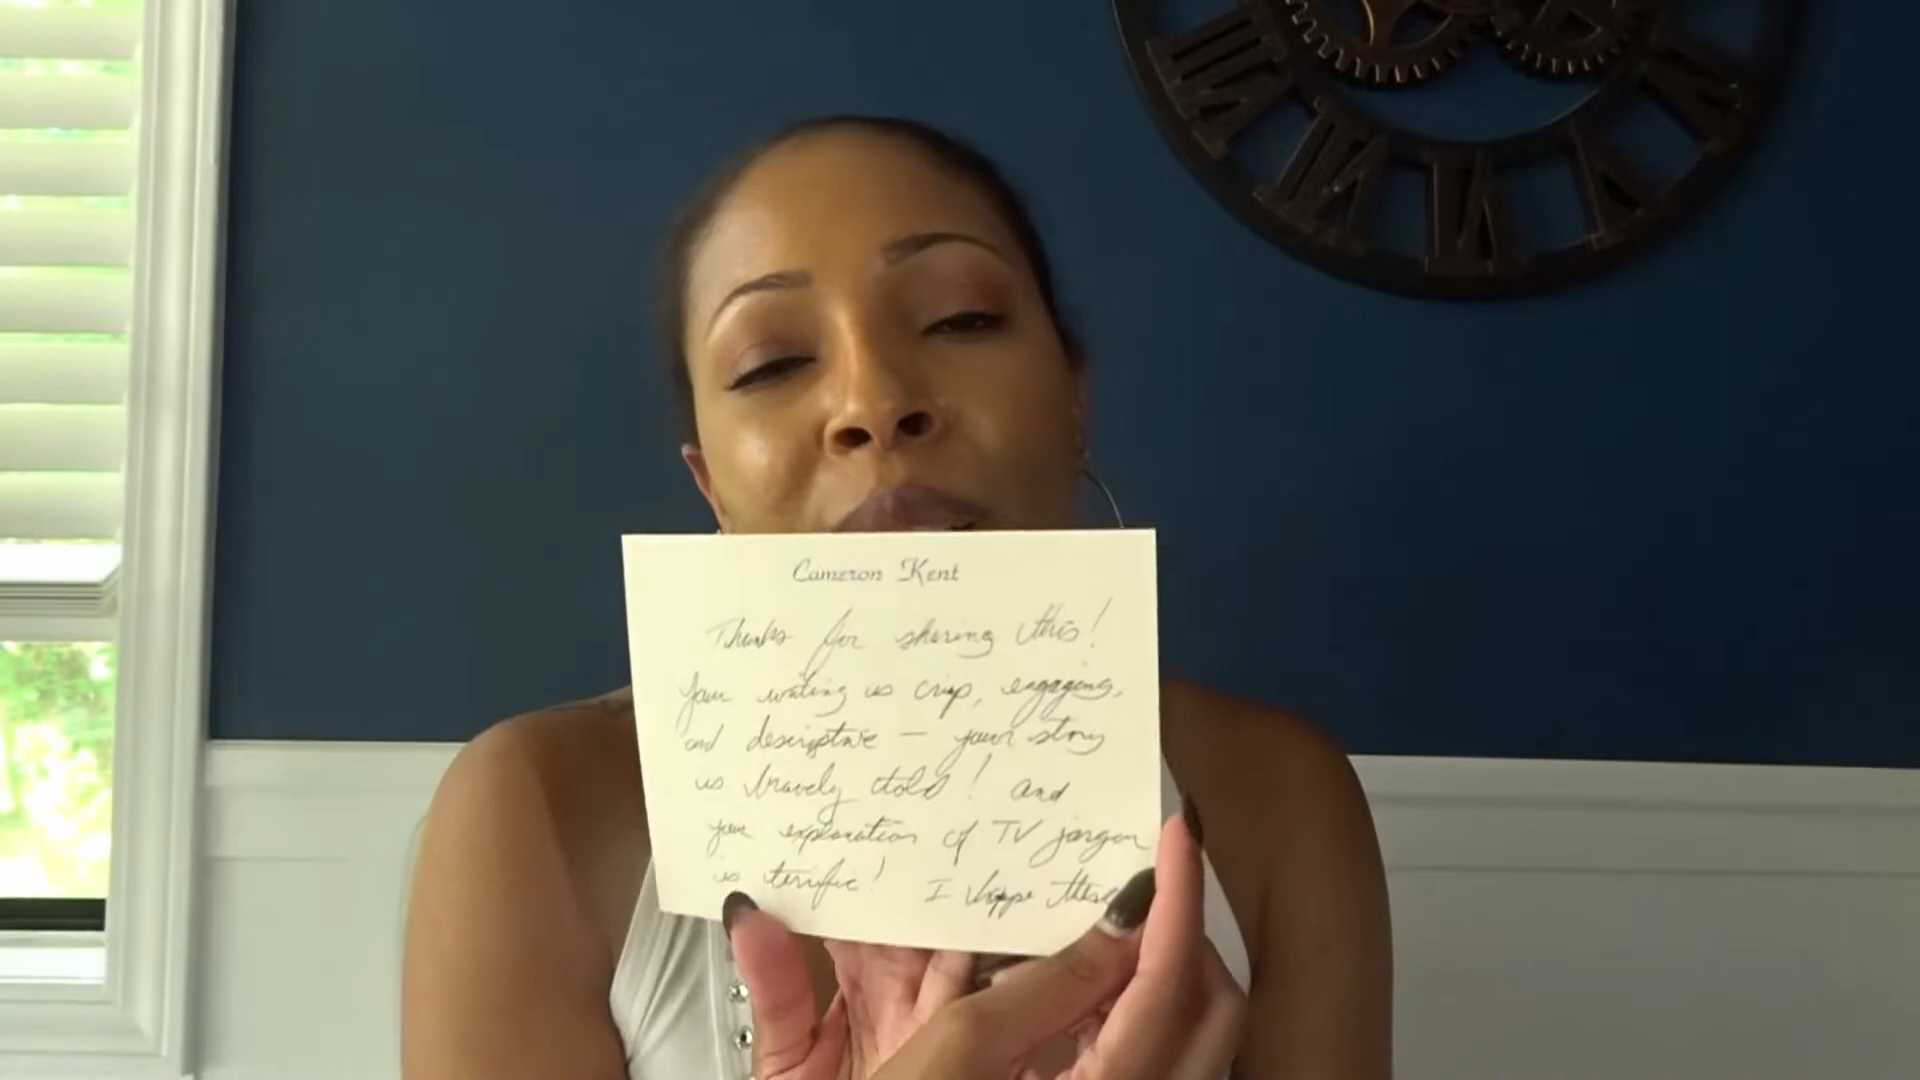 Cameron Kent
Thanks for sharing this!
Your writing is crisp, engaging,
and descriptive — your story
is bravely told! And
your exploration of TV jargon
is terrific! I hope these